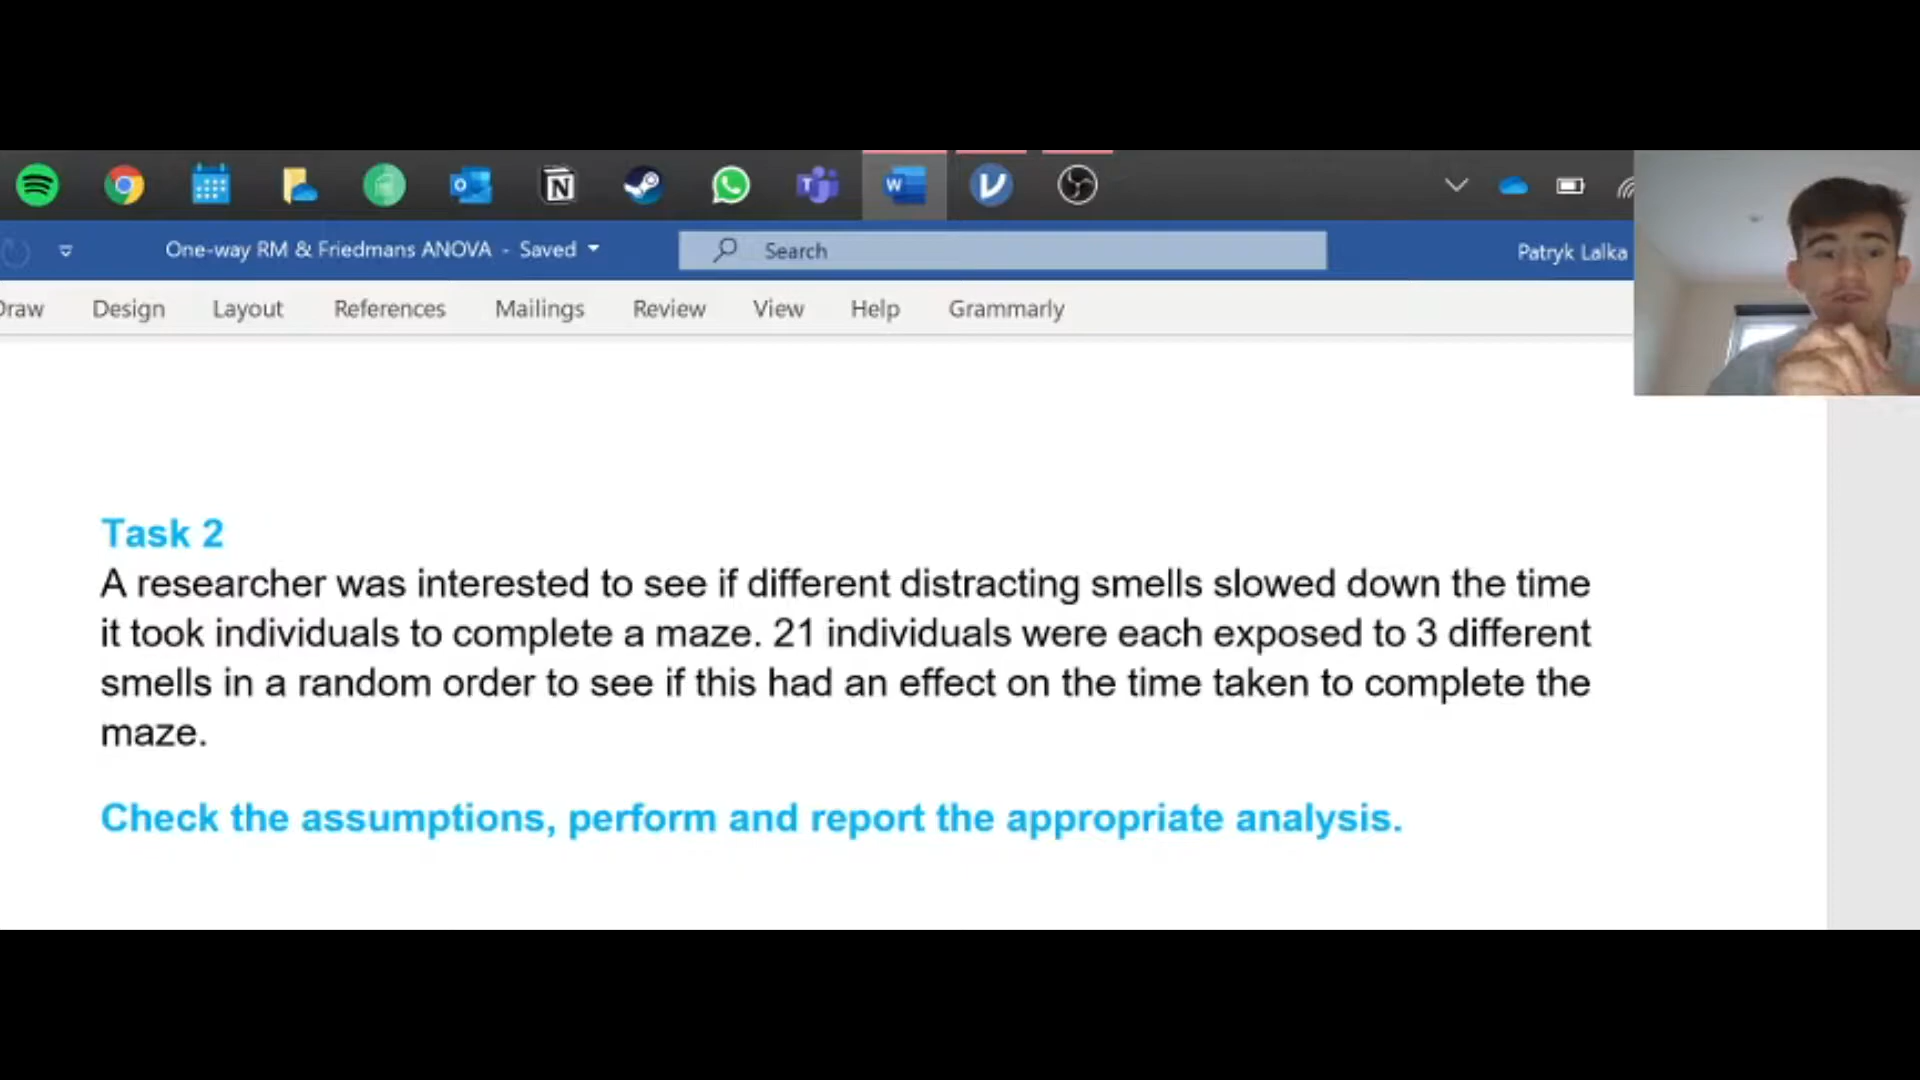 One-way RM & Friedmans ANOVA - Saved
Search
Patryk Lalka
Draw Design Layout References Mailings Review View Help Grammarly
Task 2
A researcher was interested to see if different distracting smells slowed down the time
it took individuals to complete a maze. 21 individuals were each exposed to 3 different
smells in a random order to see if this had an effect on the time taken to complete the
maze.
Check the assumptions, perform and report the appropriate analysis.